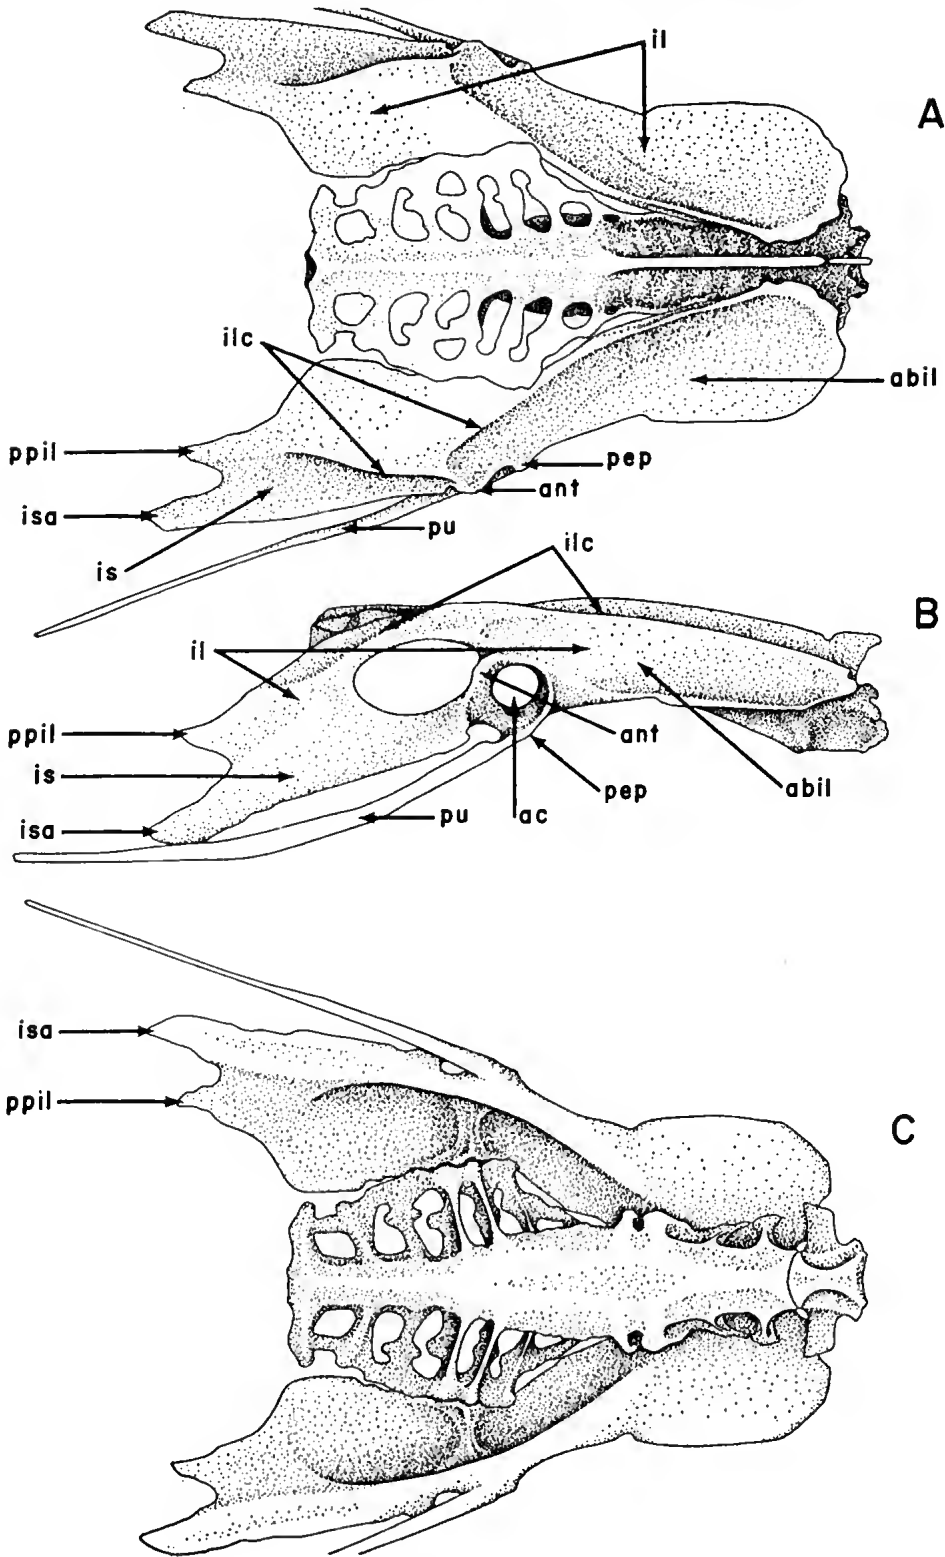 il
A
ilc
abil
ppil
pep
ant
isa
pu
is
ilc
B
il
ppil
ant
is
pep
abil
isa
pu
ac
isa
ppil
C